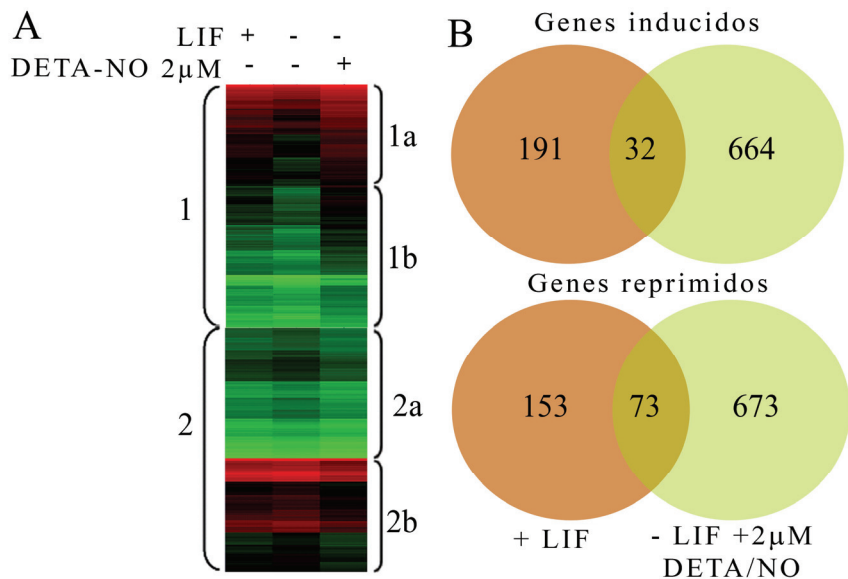 A
LIF + - -
DETA-NO 2µM - - +
1
1a
1b
2
2a
2b
B
Genes inducidos
191 32 664
Genes reprimidos
153 73 673
+ LIF
- LIF +2µM
DETA/NO